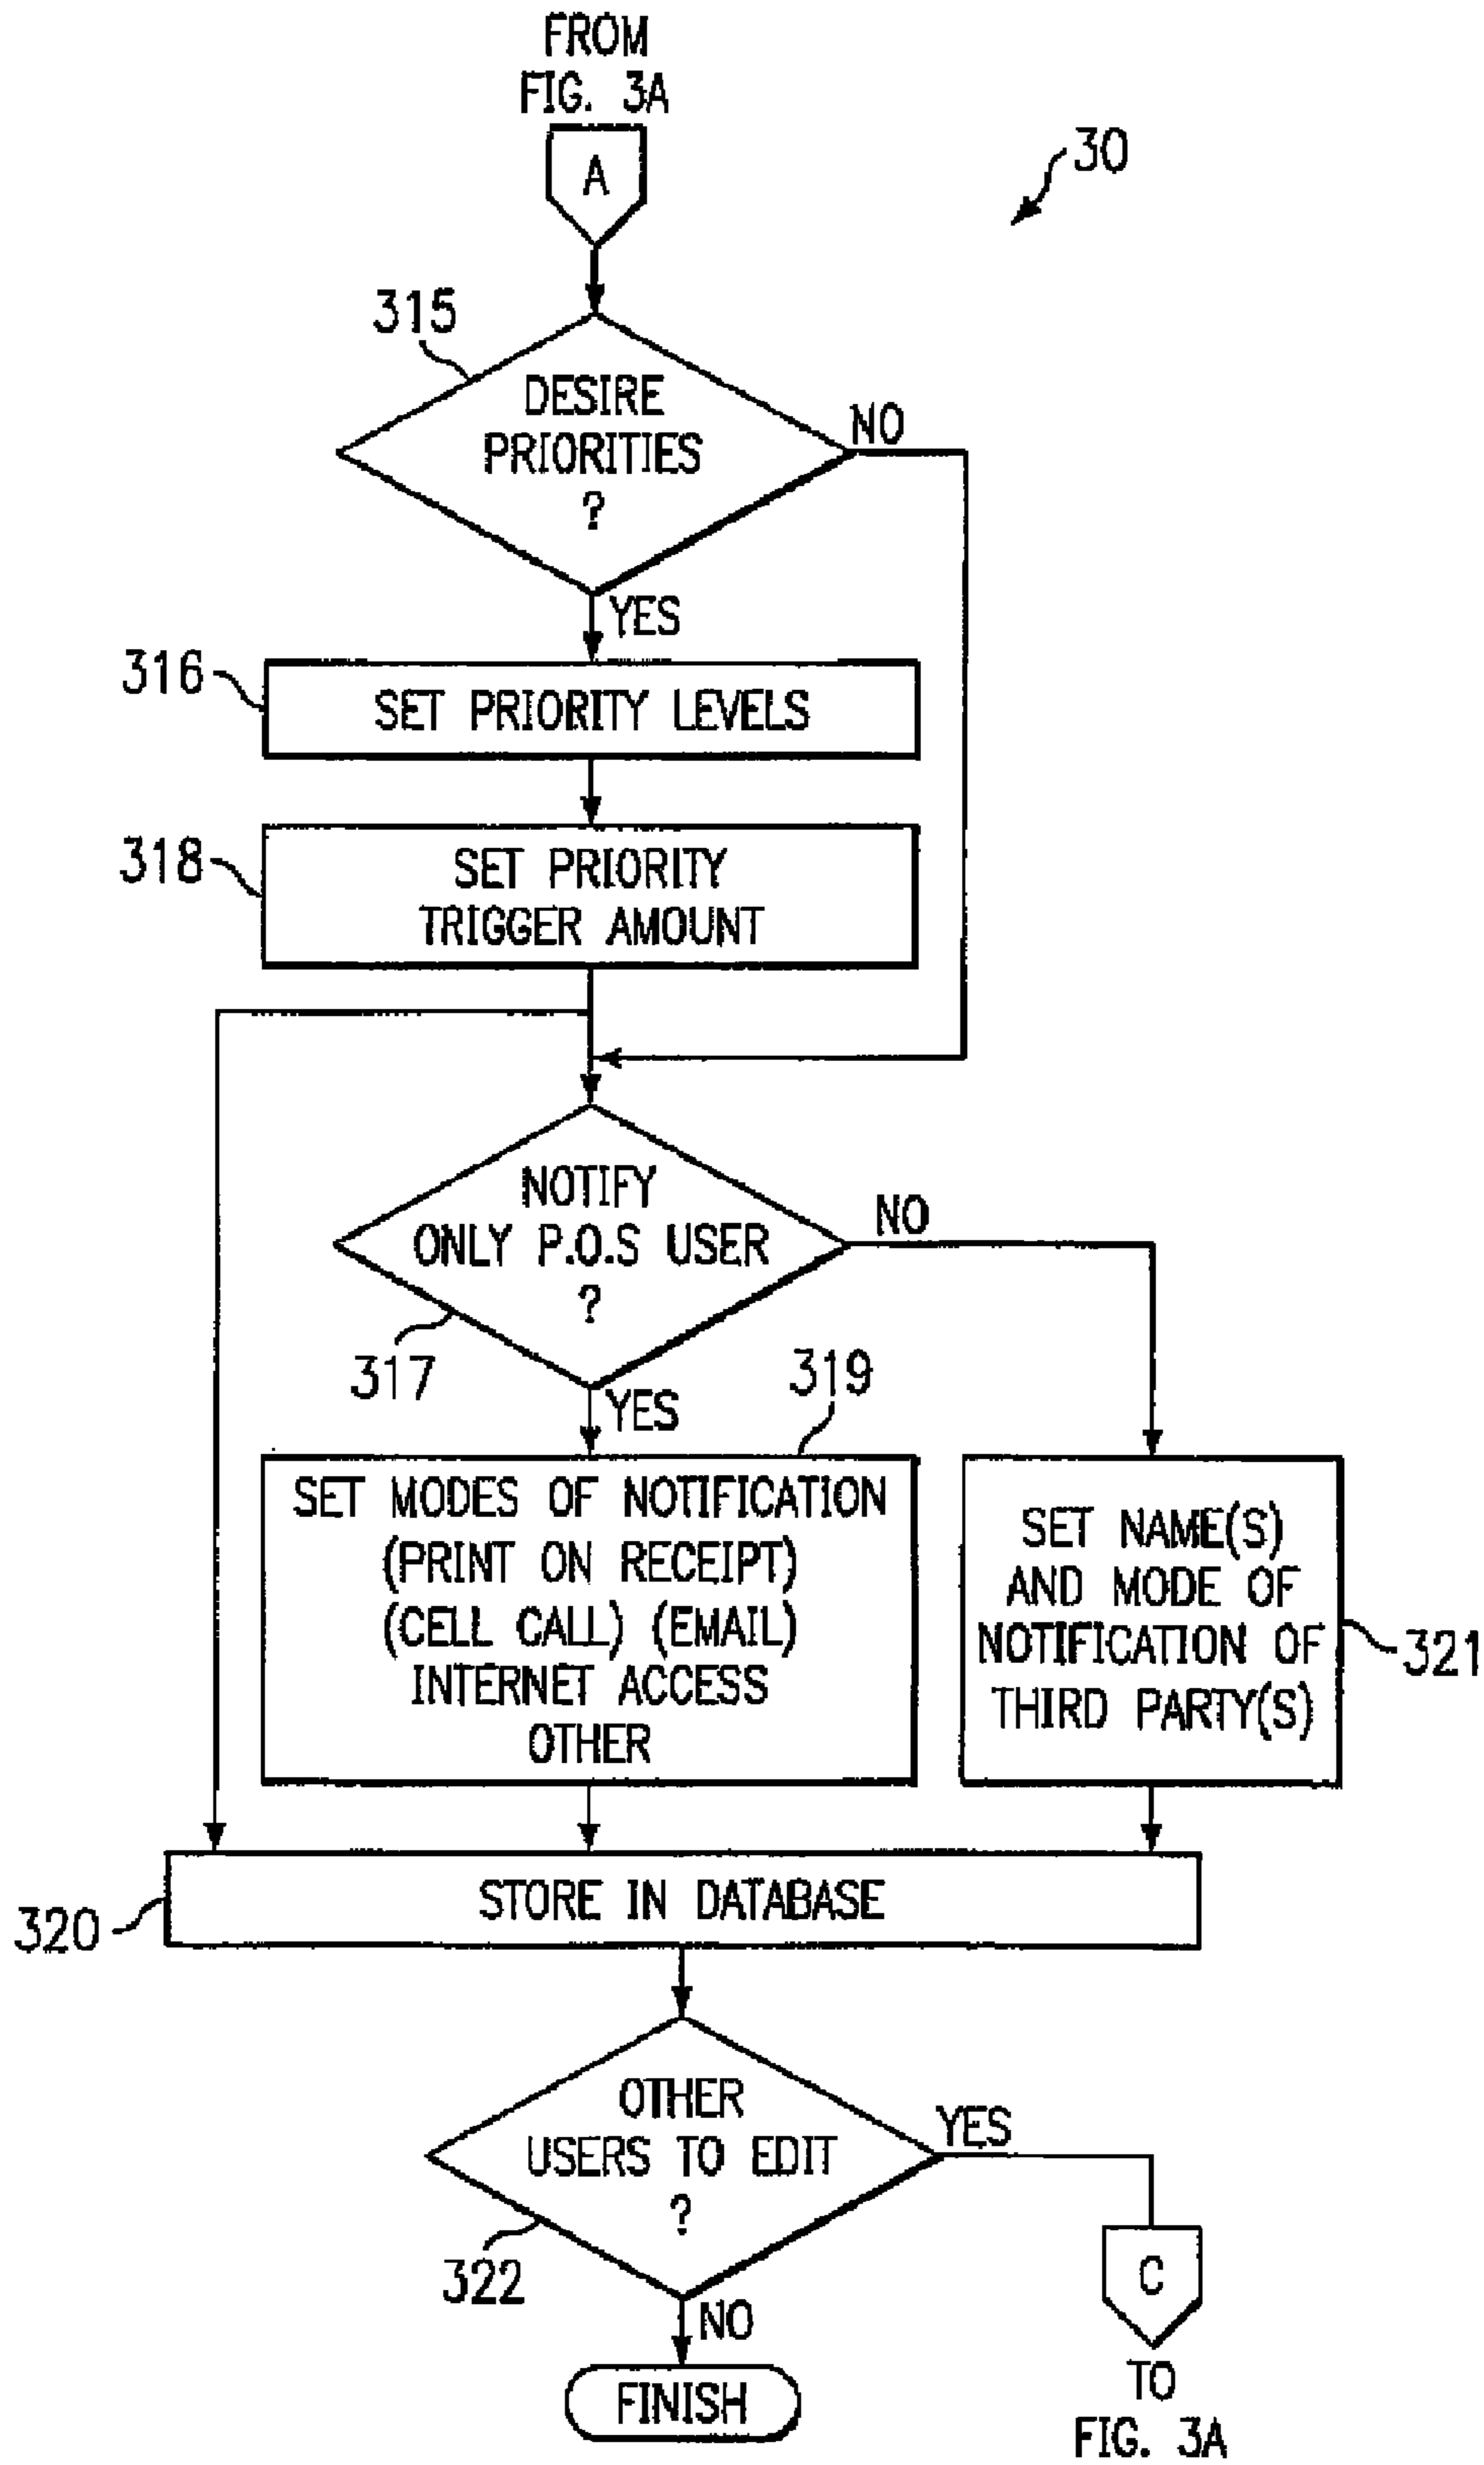 FROM
FIG. 3A
A
30
315
DESIRE
PRIORITIES
?
NO
YES
316
SET PRIORITY LEVELS
318
SET PRIORITY
TRIGGER AMOUNT
NOTIFY
ONLY P.O.S USER
?
NO
317
YES
319
SET MODES OF NOTIFICATION
(PRINT ON RECEIPT)
(CELL CALL) (EMAIL)
INTERNET ACCESS
OTHER
SET NAME(S)
AND MODE OF
NOTIFICATION OF
THIRD PARTY(S)
321
320
STORE IN DATABASE
OTHER
USERS TO EDIT
?
YES
322
NO
C
FINISH
TO
FIG. 3A